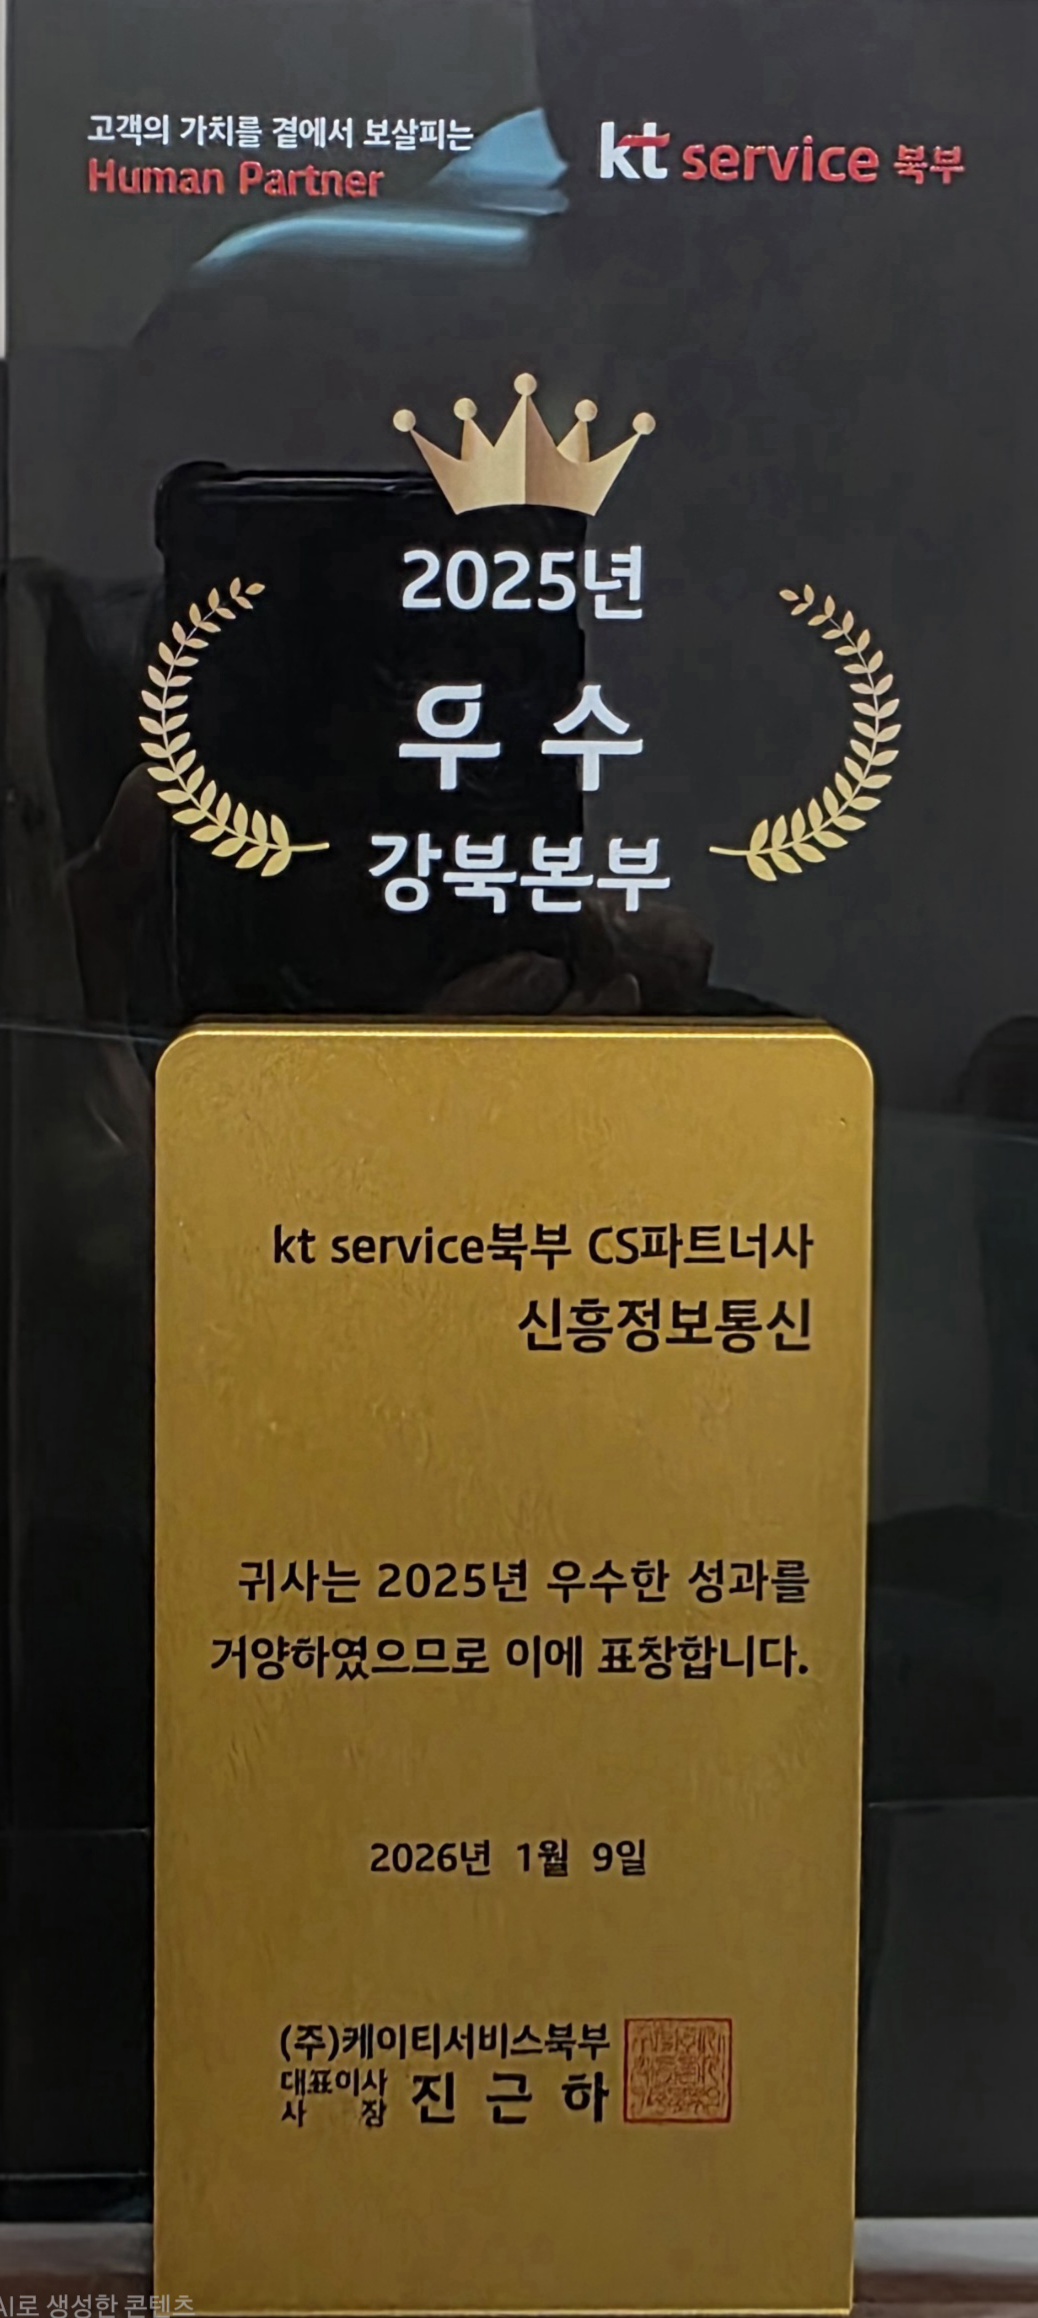 고객의 가치를 곁에서 보살피는
Human Partner
kt service 북부
2025년
우 수
강북본부
kt service북부 CS파트너사
신흥정보통신
귀사는 2025년 우수한 성과를
거양하였으므로 이에 표창합니다.
2026년 1월 9일
(주)케이티서비스북부
대표이사
사 장 진 근 하
AI로 생성한 콘텐츠